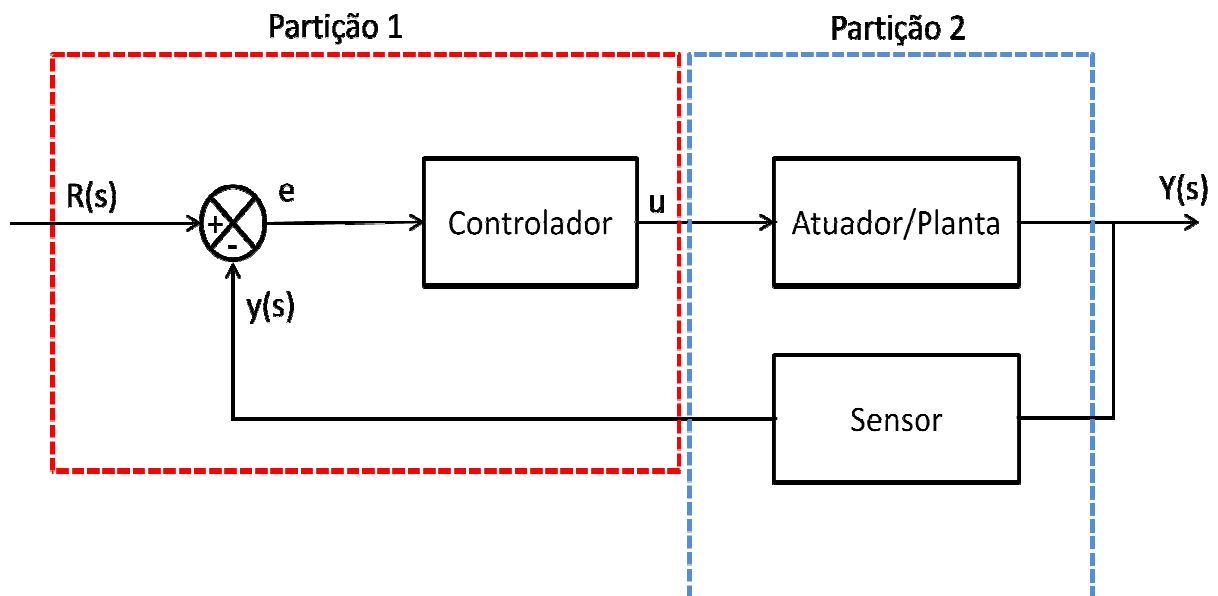 Partição 1
Partição 2
R(s)
+
-
e
Controlador
u
Atuador/Planta
Y(s)
y(s)
Sensor